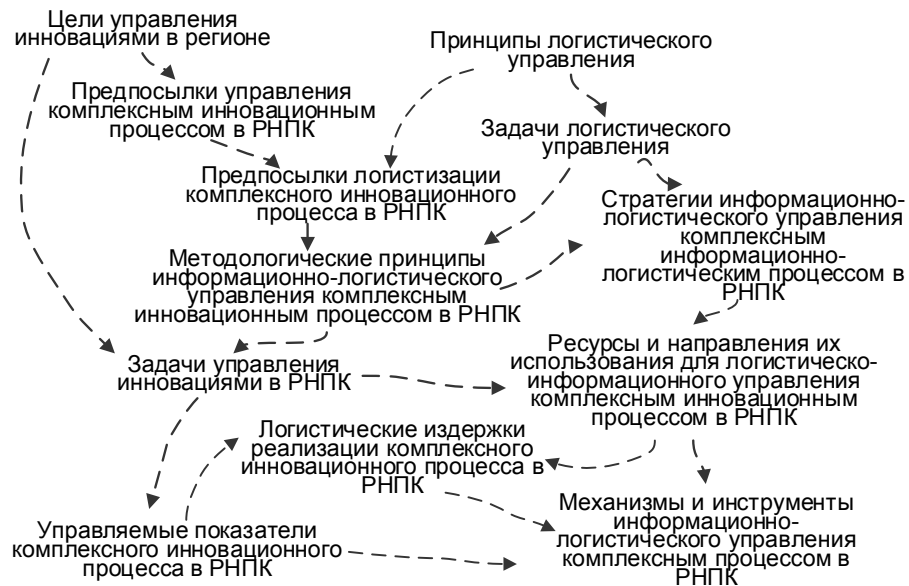 Цели управления
инновациями в регионе
Принципы логистического
управления
Предпосылки управления
комплексным инновационным
процессом в РНПК
Задачи логистического
управления
Предпосылки логистизации
комплексного инновационного
процесса в РНПК
Стратегии информационно-
логистического управления
комплексным
информационно-
логистическим процессом в
РНПК
Методологические принципы
информационно-логистического
управления комплексным
инновационным процессом в РНПК
Задачи управления
инновациями в РНПК
Ресурсы и направления их
использования для логистическо-
информационного управления
комплексным инновационным
процессом в РНПК
Логистические издержки
реализации комплексного
инновационного процесса в
РНПК
Управляемые показатели
комплексного инновационного
процесса в РНПК
Механизмы и инструменты
информационно-
логистического управления
комплексным процессом в
РНПК